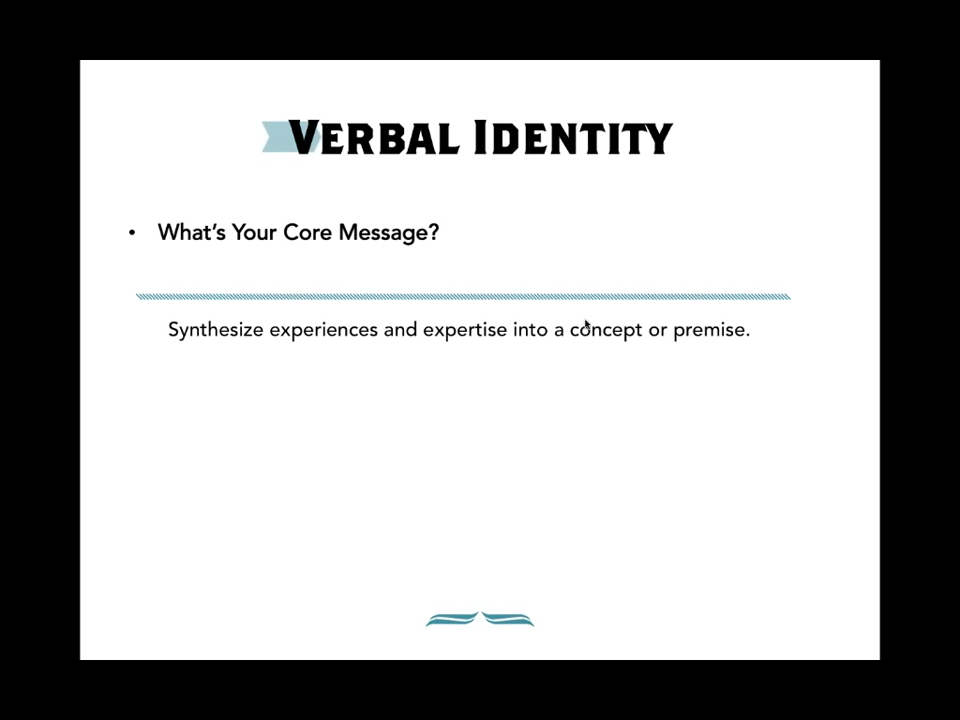 VERBAL IDENTITY
• What's Your Core Message?
Synthesize experiences and expertise into a concept or premise.